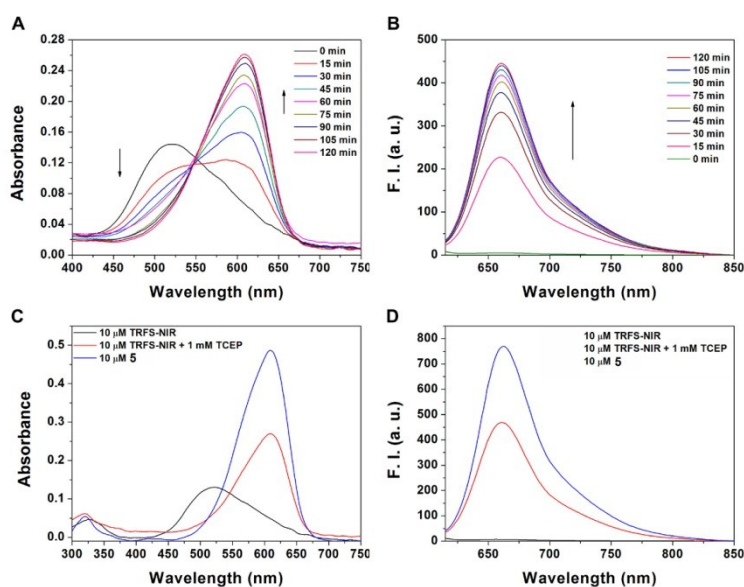 A
0.28
0.24
0.20
0.16
0.12
0.08
0.04
0.00
Absorbance
400 450 500 550 600 650 700 750
Wavelength (nm)
0 min
15 min
30 min
45 min
60 min
75 min
90 min
105 min
120 min
B
500
400
300
200
100
0
F. I. (a. u.)
650 700 750 800 850
Wavelength (nm)
120 min
105 min
90 min
75 min
60 min
45 min
30 min
15 min
0 min
C
0.5
0.4
0.3
0.2
0.1
0.0
Absorbance
300 350 400 450 500 550 600 650 700 750
Wavelength (nm)
10 μM TRFS-NIR
10 μM TRFS-NIR + 1 mM TCEP
10 μM 5
D
800
700
600
500
400
300
200
100
0
F. I. (a. u.)
650 700 750 800 850
Wavelength (nm)
10 μM TRFS-NIR
10 μM TRFS-NIR + 1 mM TCEP
10 μM 5